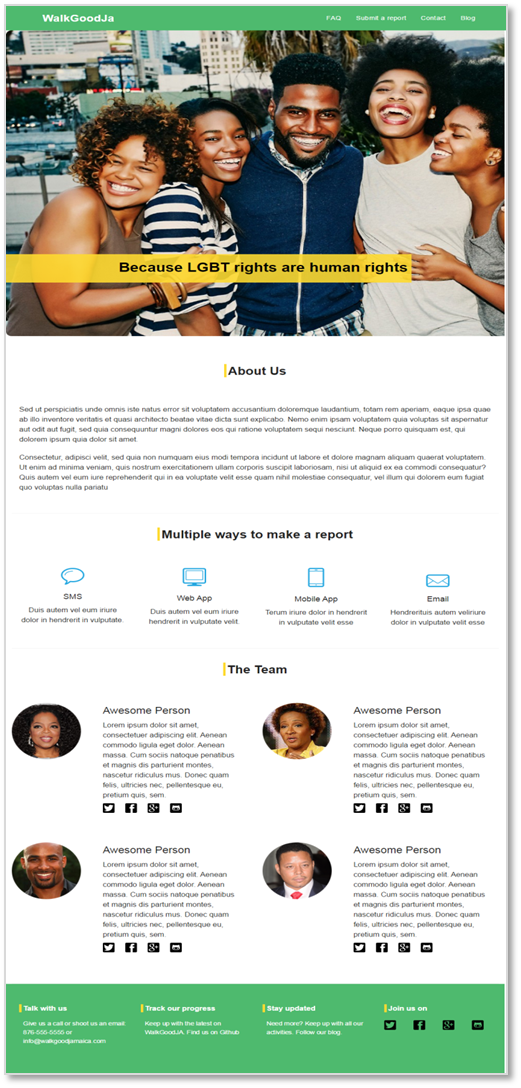 WalkGoodJa
FAQ Submit a report Contact Blog
Because LGBT rights are human rights
About Us
Sed ut perspiciatis unde omnis iste natus error sit voluptatem accusantium doloremque laudantium, totam rem aperiam, eaque ipsa quae
ab illo inventore veritatis et quasi architecto beatae vitae dicta sunt explicabo. Nemo enim ipsam voluptatem quia voluptas sit aspernatur
aut odit aut fugit, sed quia consequuntur magni dolores eos qui ratione voluptatem sequi nesciunt. Neque porro quisquam est, qui
dolorem ipsum quia dolor sit amet.
Consectetur, adipisci velit, sed quia non numquam eius modi tempora incidunt ut labore et dolore magnam aliquam quaerat voluptatem.
Ut enim ad minima veniam, quis nostrum exercitationem ullam corporis suscipit laboriosam, nisi ut aliquid ex ea commodi consequatur?
Quis autem vel eum iure reprehenderit qui in ea voluptate velit esse quam nihil molestiae consequatur, vel illum qui dolorem eum fugiat
quo voluptas nulla pariatu
Multiple ways to make a report
SMS
Duis autem vel eum iriure
dolor in hendrerit in vulputate.
Web App
Duis autem vel eum iriure
hendrerit in vulputate velit.
Mobile App
Terum iriure dolor in hendrerit
in vulputate velit esse
Email
Hendrerituis autem veliriure
dolor in vulputate velit esse
The Team
Awesome Person
Lorem ipsum dolor sit amet,
consectetuer adipiscing elit. Aenean
commodo ligula eget dolor. Aenean
massa. Cum sociis natoque penatibus
et magnis dis parturient montes,
nascetur ridiculus mus. Donec quam
felis, ultricies nec, pellentesque eu,
pretium quis, sem.
Awesome Person
Lorem ipsum dolor sit amet,
consectetuer adipiscing elit. Aenean
commodo ligula eget dolor. Aenean
massa. Cum sociis natoque penatibus
et magnis dis parturient montes,
nascetur ridiculus mus. Donec quam
felis, ultricies nec, pellentesque eu,
pretium quis, sem.
Awesome Person
Lorem ipsum dolor sit amet,
consectetuer adipiscing elit. Aenean
commodo ligula eget dolor. Aenean
massa. Cum sociis natoque penatibus
et magnis dis parturient montes,
nascetur ridiculus mus. Donec quam
felis, ultricies nec, pellentesque eu,
pretium quis, sem.
Awesome Person
Lorem ipsum dolor sit amet,
consectetuer adipiscing elit. Aenean
commodo ligula eget dolor. Aenean
massa. Cum sociis natoque penatibus
et magnis dis parturient montes,
nascetur ridiculus mus. Donec quam
felis, ultricies nec, pellentesque eu,
pretium quis, sem.
Talk with us
Give us a call or shoot us an email.
876-555-5555 or
info@walkgoodjamaica.com
Track our progress
Keep up with the latest on
WalkGoodJA. Find us on Github
Stay updated
Need more? Keep up with all our
activities. Follow our blog.
Join us on